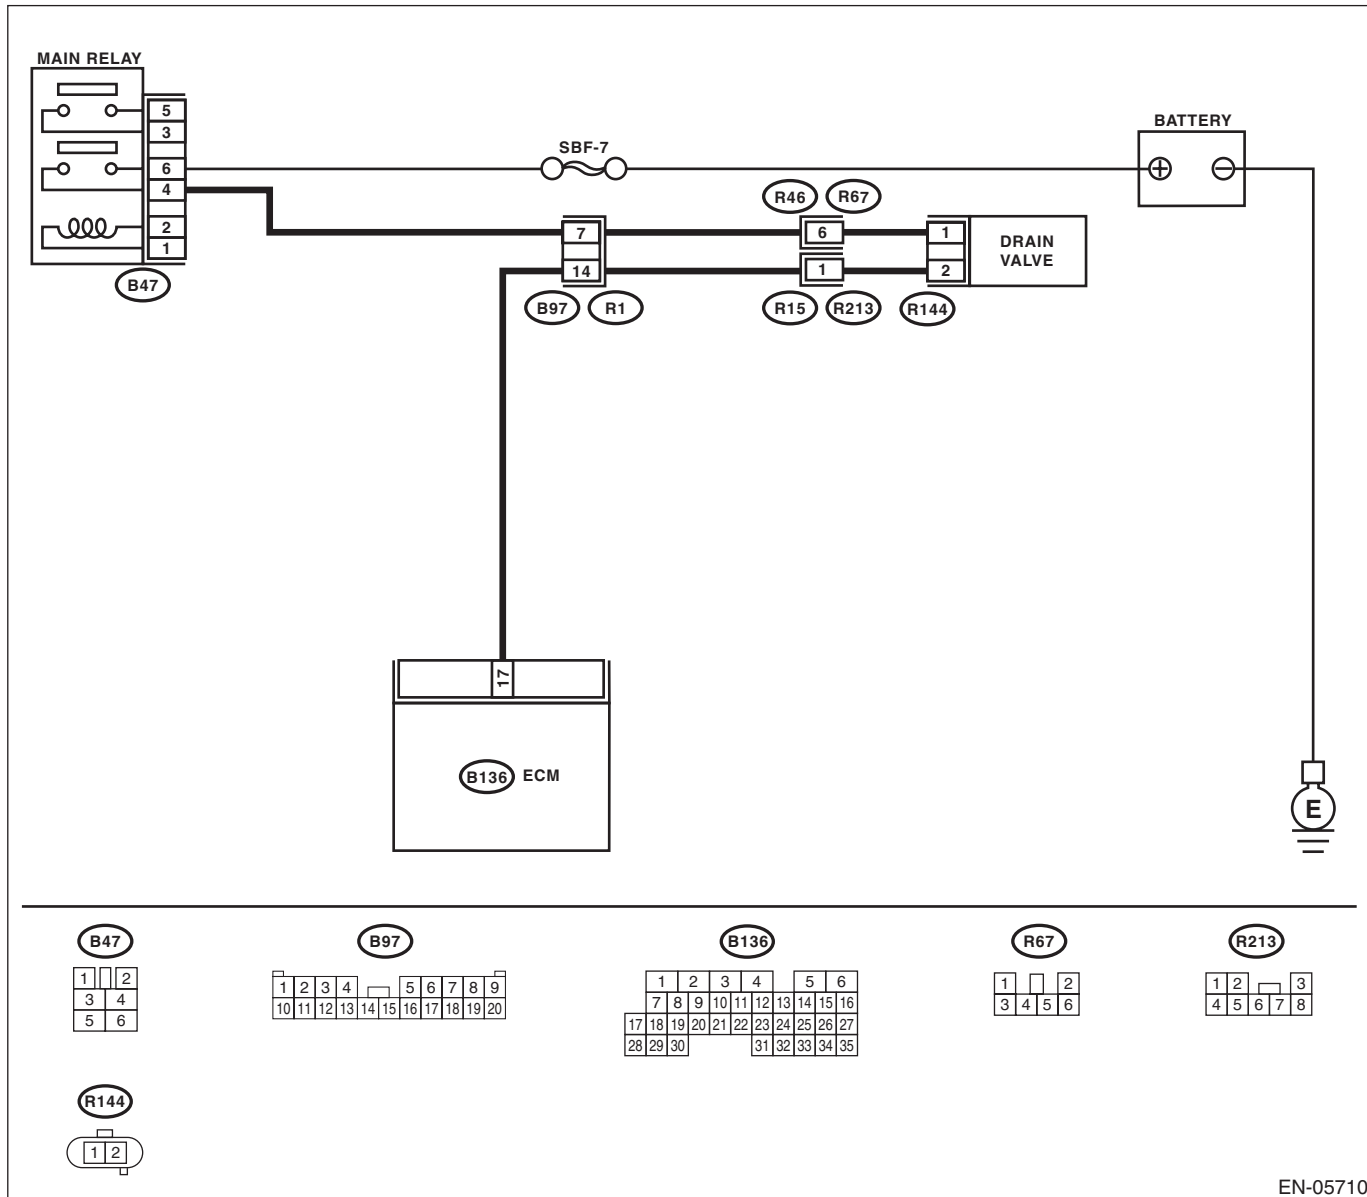 MAIN RELAY
5
3
6
4
2
1
B47
SBF-7
BATTERY
R46 R67
7
14
6
1
1
2
DRAIN
VALVE
B97 R1
R15 R213
R144
17
B136 ECM
E
B47
1 2
3 4
5 6
B97
1 2 3 4 5 6 7 8 9
10 11 12 13 14 15 16 17 18 19 20
B136
1 2 3 4 5 6
7 8 9 10 11 12 13 14 15 16
17 18 19 20 21 22 23 24 25 26 27
28 29 30 31 32 33 34 35
R67
1 2
3 4 5 6
R213
1 2 3
4 5 6 7 8
R144
1 2
EN-05710